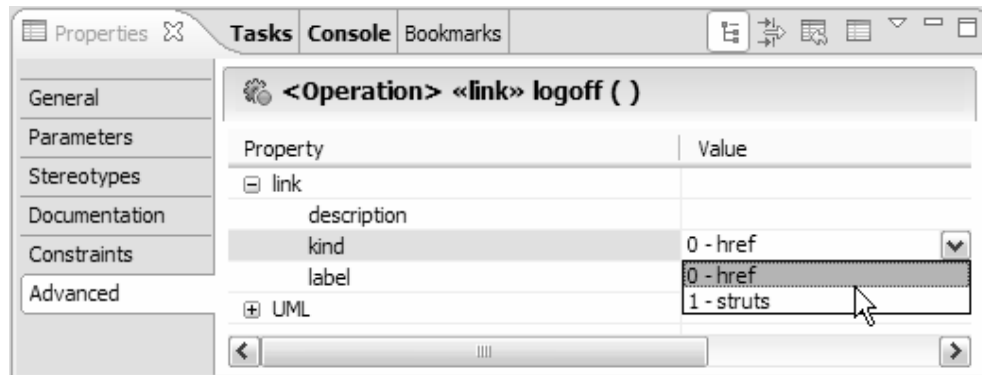 Properties Tasks Console Bookmarks
General
Parameters
Stereotypes
Documentation
Constraints
Advanced
<Operation> «link» logoff ( )
Property Value
link
description
kind 0 - href
label 0 - href
1 - struts
UML